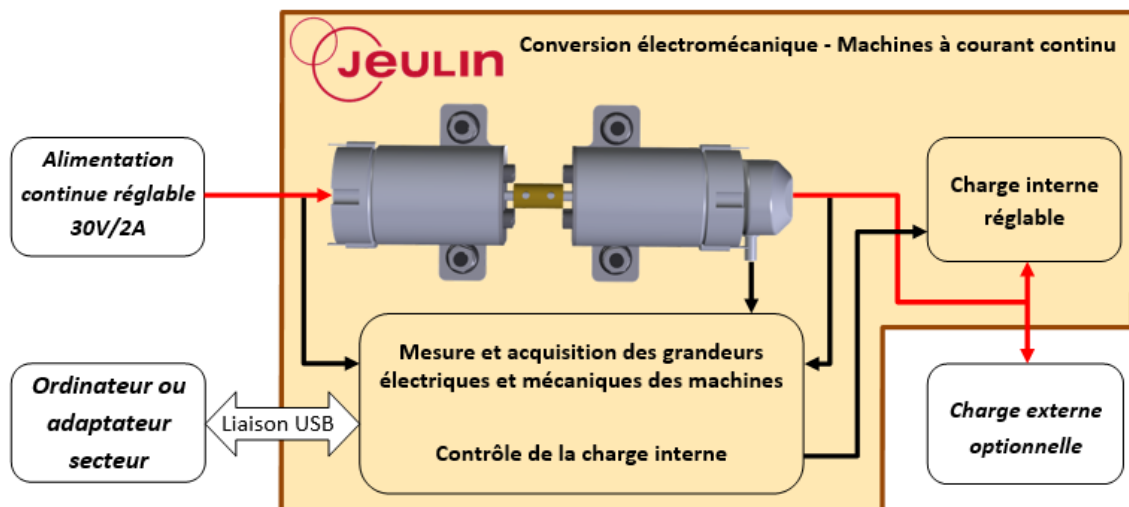 JEULIN
Conversion électromécanique - Machines à courant continu
Alimentation
continue réglable
30V/2A
Charge interne
réglable
Mesure et acquisition des grandeurs
électriques et mécaniques des machines
Contrôle de la charge interne
Ordinateur ou
adaptateur
secteur
Liaison USB
Charge externe
optionnelle